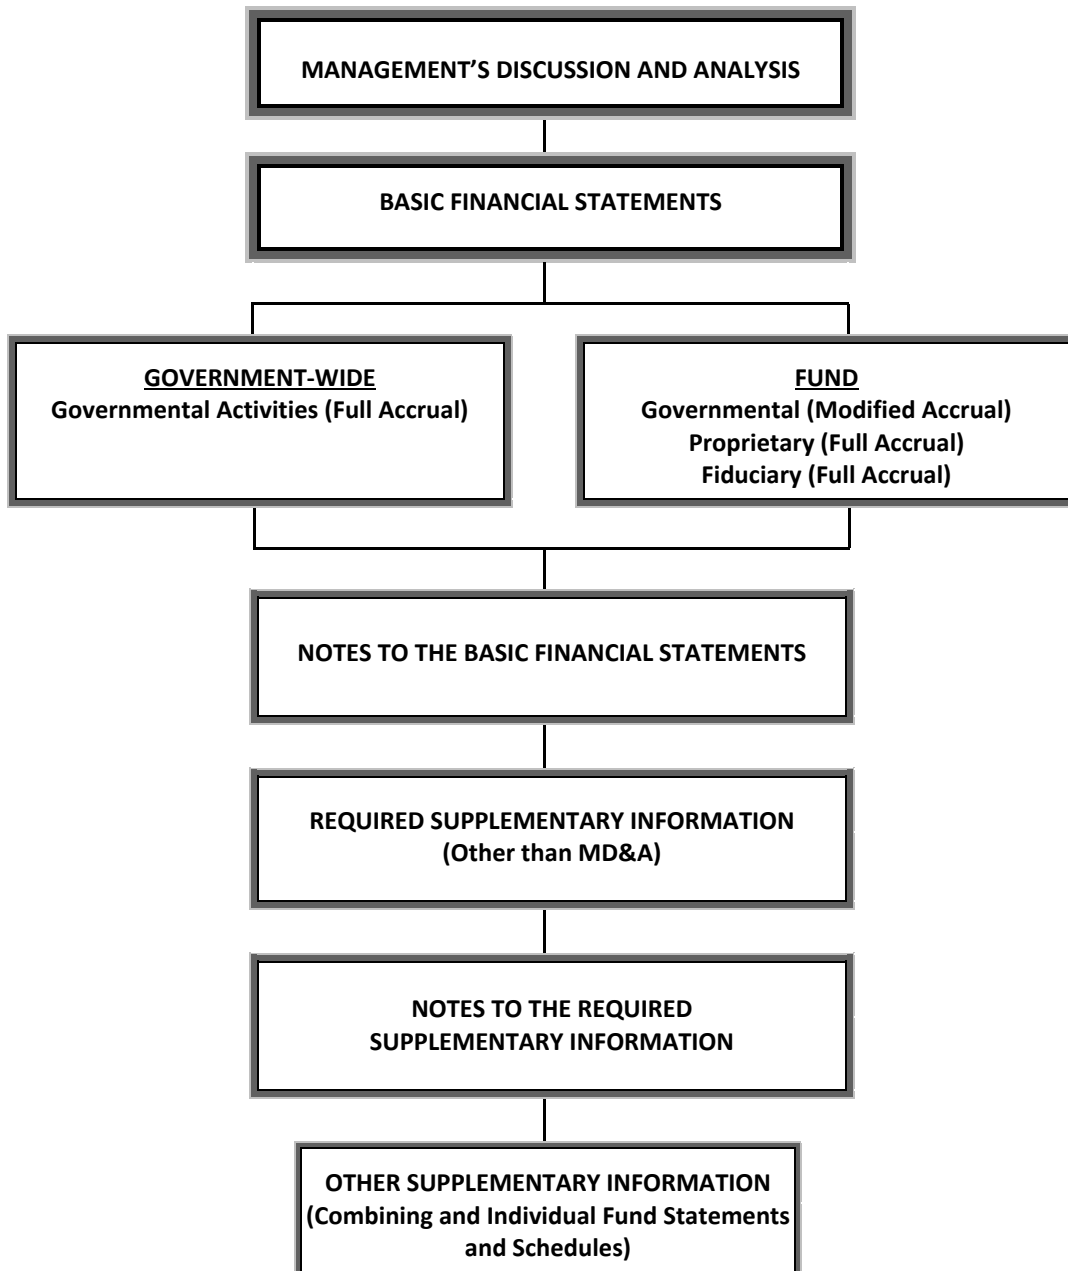 MANAGEMENT’S DISCUSSION AND ANALYSIS
BASIC FINANCIAL STATEMENTS
GOVERNMENT-WIDE
Governmental Activities (Full Accrual)
FUND
Governmental (Modified Accrual)
Proprietary (Full Accrual)
Fiduciary (Full Accrual)
NOTES TO THE BASIC FINANCIAL STATEMENTS
REQUIRED SUPPLEMENTARY INFORMATION
(Other than MD&A)
NOTES TO THE REQUIRED
SUPPLEMENTARY INFORMATION
OTHER SUPPLEMENTARY INFORMATION
(Combining and Individual Fund Statements
and Schedules)